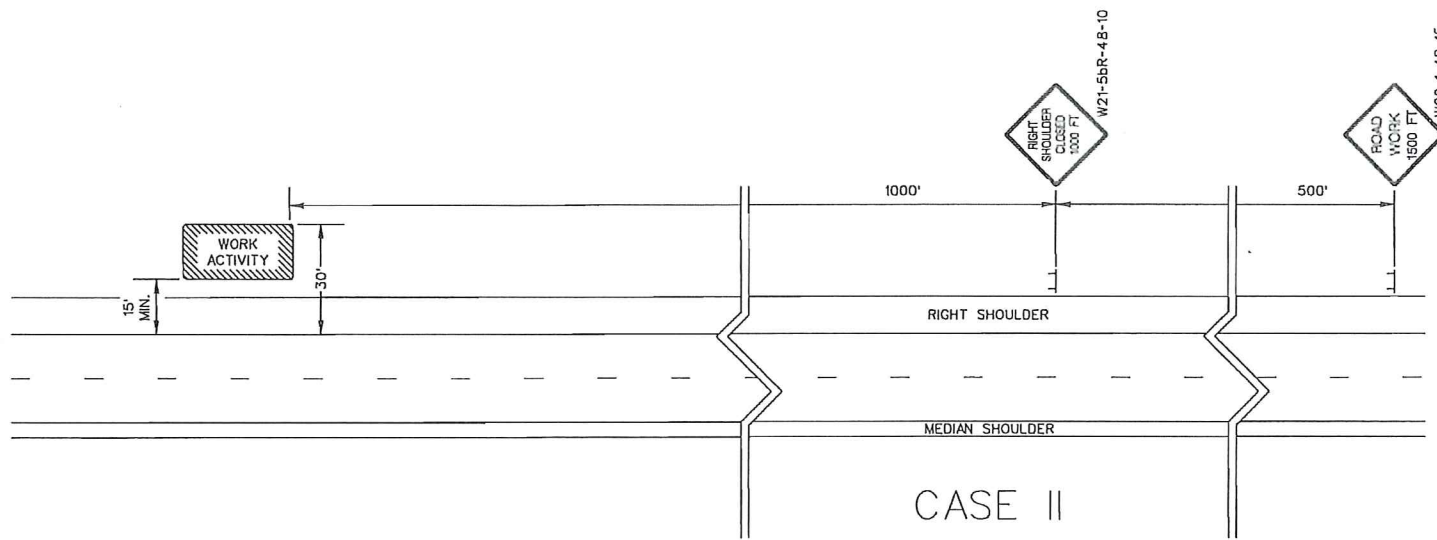 W21-5bR-48-10
RIGHT
SHOULDER
CLOSED
1000 FT
ROAD
WORK
1500 FT
1000'
500'
WORK
ACTIVITY
30'
15'
MIN.
RIGHT SHOULDER
MEDIAN SHOULDER
CASE II